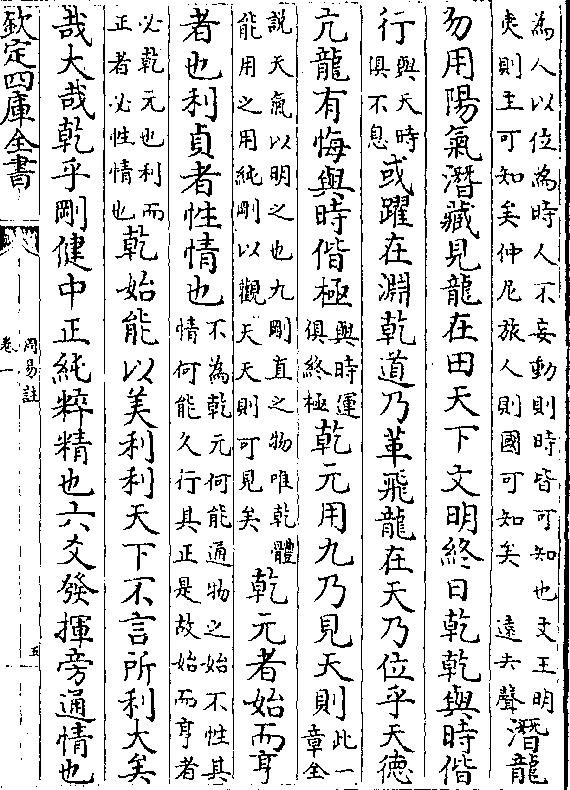 為人以位為時人不妄動則時皆可知也文王明
夷則主可知矣仲尼旅人則國可知矣 遠去聲
潛龍
勿用陽氣潛藏見龍在田天下文明終日乾乾與時偕
行與天時俱不息或躍在淵乾道乃革飛龍在天乃位乎天德
亢龍有悔與時偕極與時運俱終極乾元用九乃見天則此一章全
說天氣以明之也九剛直之物唯乾體
能用之用純剛以觀天天則可見矣
乾元者始而亨
者也利貞者性情也
不為乾元何能通物之始不性其
情何能久行其正是故始而亨者
必乾元也利而
正者必性情也
乾始能以美利利天下不言所利大矣
哉大哉乾乎剛健中正純粹精也六爻發揮旁通情也
欽定四庫全書
周易註
卷一
五